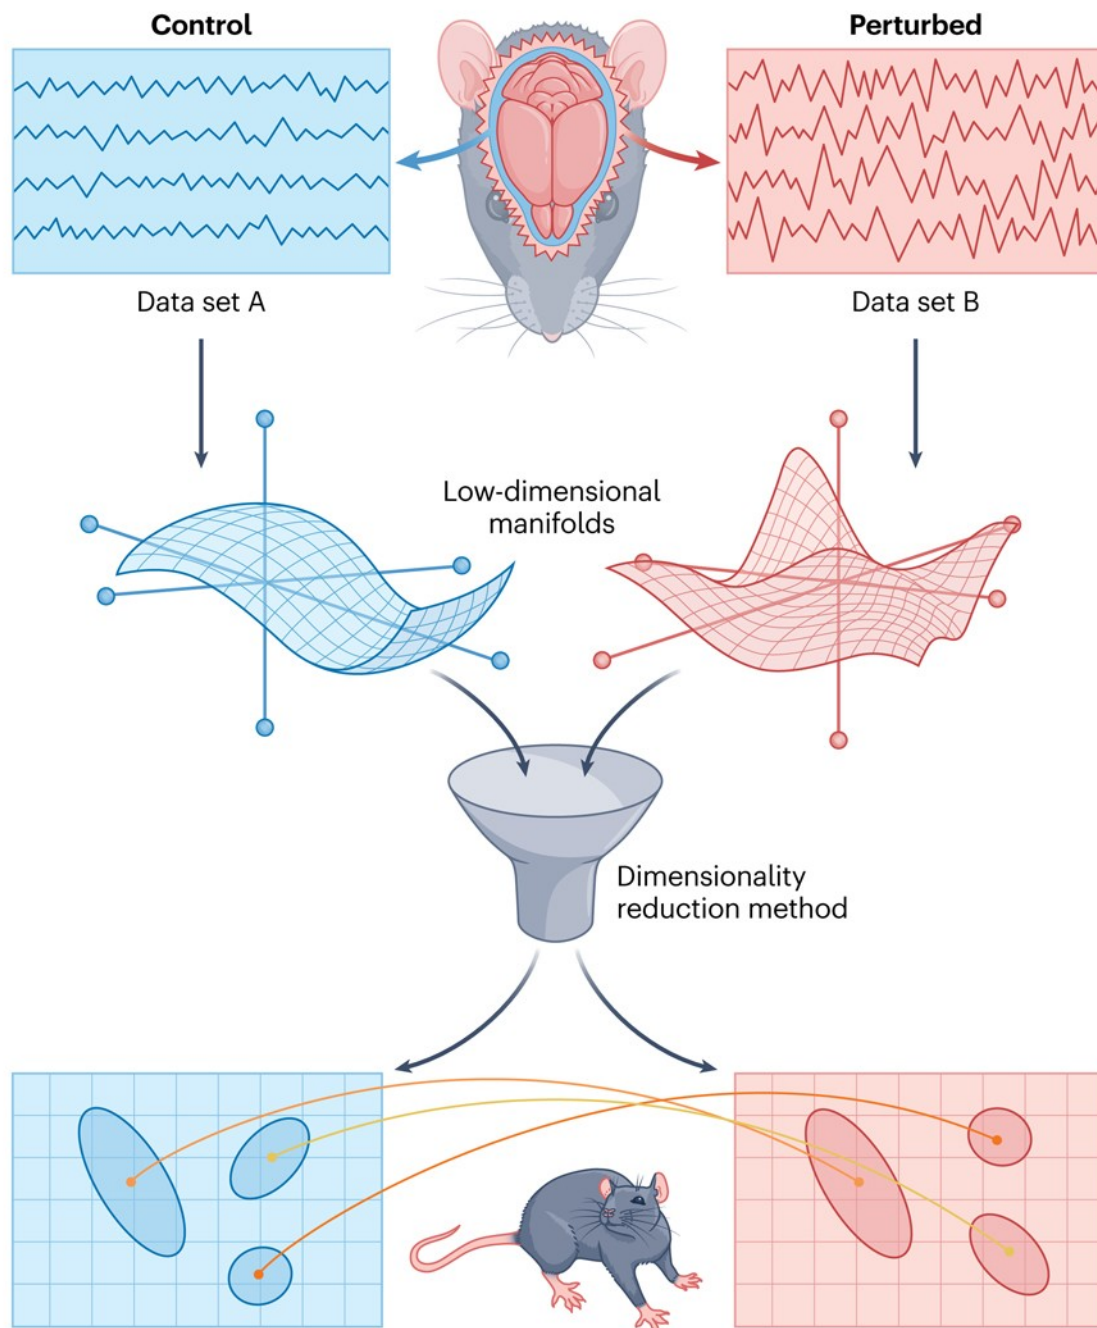 Control
Perturbed
Data set A
Data set B
Low-dimensional
manifolds
Dimensionality
reduction method